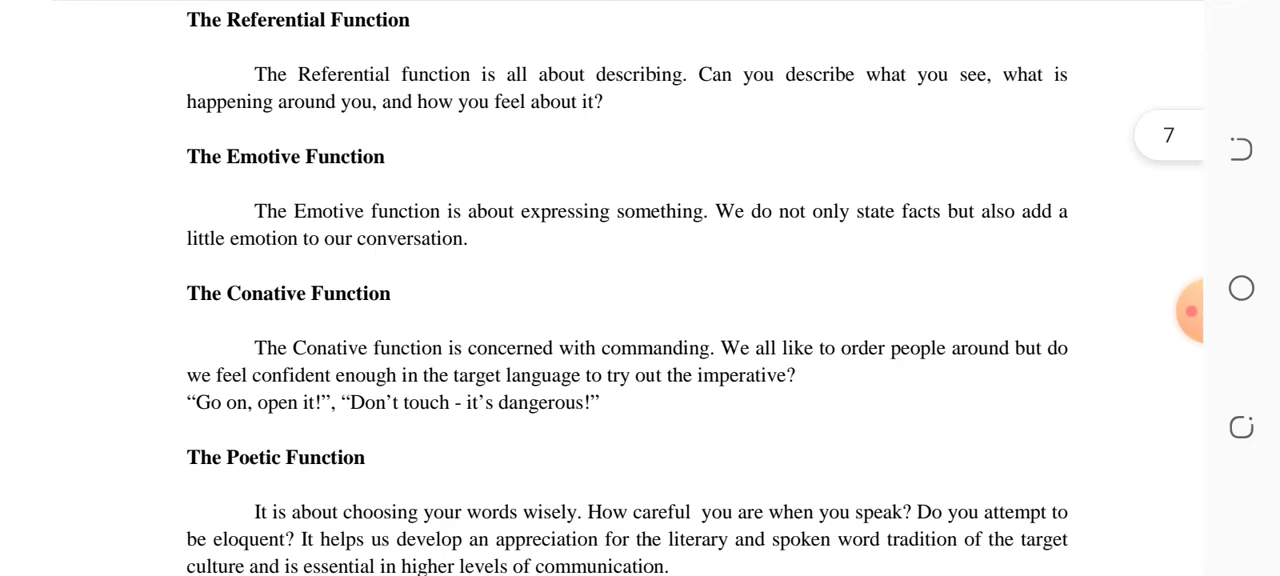 The Referential Function
The Referential function is all about describing. Can you describe what you see, what is
happening around you, and how you feel about it?
The Emotive Function
7
The Emotive function is about expressing something. We do not only state facts but also add a
little emotion to our conversation.
The Conative Function
The Conative function is concerned with commanding. We all like to order people around but do
we feel confident enough in the target language to try out the imperative?
“Go on, open it!”, “Don’t touch - it’s dangerous!”
The Poetic Function
It is about choosing your words wisely. How careful  you are when you speak? Do you attempt to
be eloquent? It helps us develop an appreciation for the literary and spoken word tradition of the target
culture and is essential in higher levels of communication.